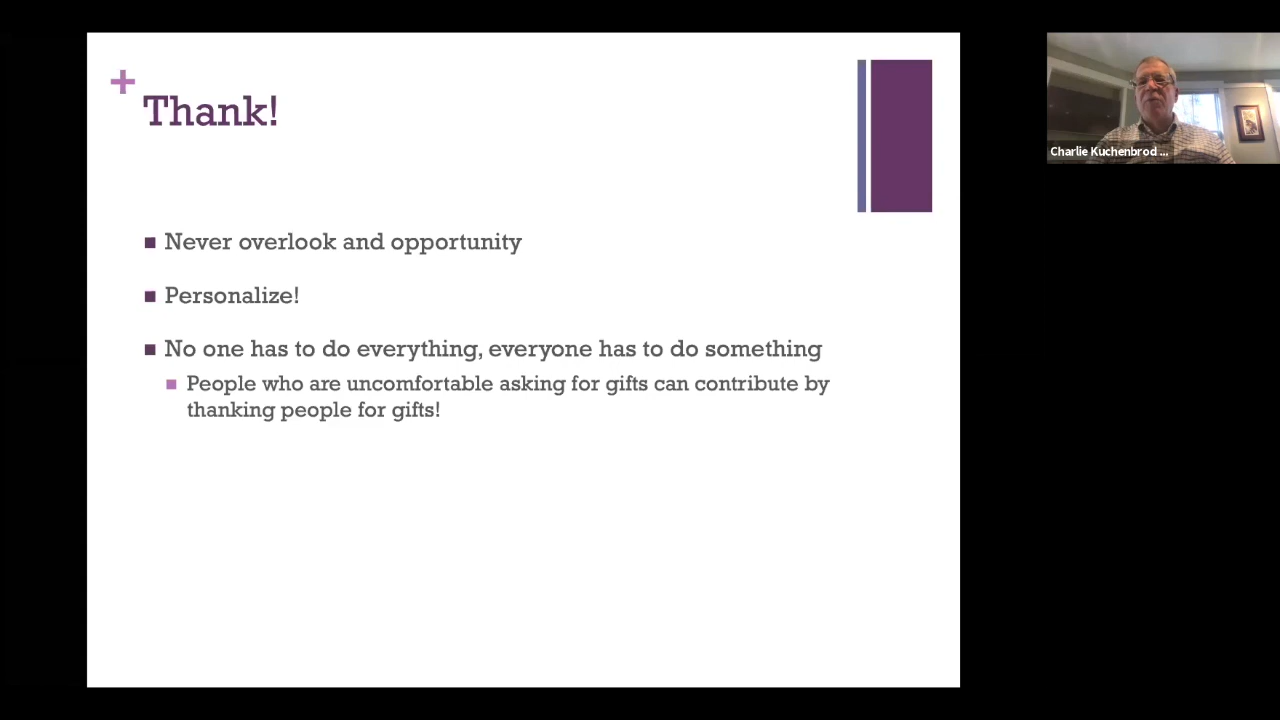 +
Thank!
Never overlook and opportunity
Personalize!
No one has to do everything, everyone has to do something
People who are uncomfortable asking for gifts can contribute by
thanking people for gifts!
Charlie Kuchenbrod ...